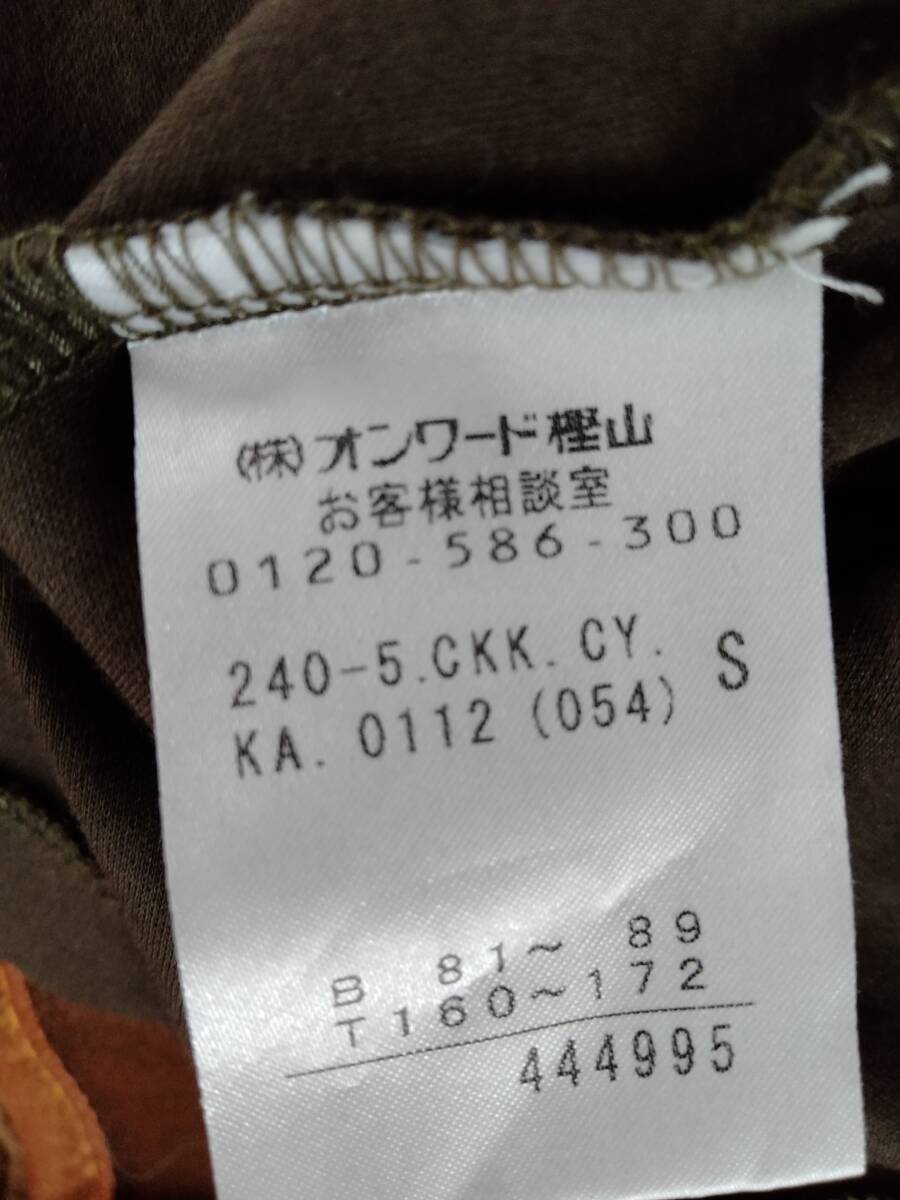 (株)オンワード樫山
お客様相談室
0120-586-300
240-5.CKK.CY. S
KA.0112(054)
B 81~ 89
T160~172
444995